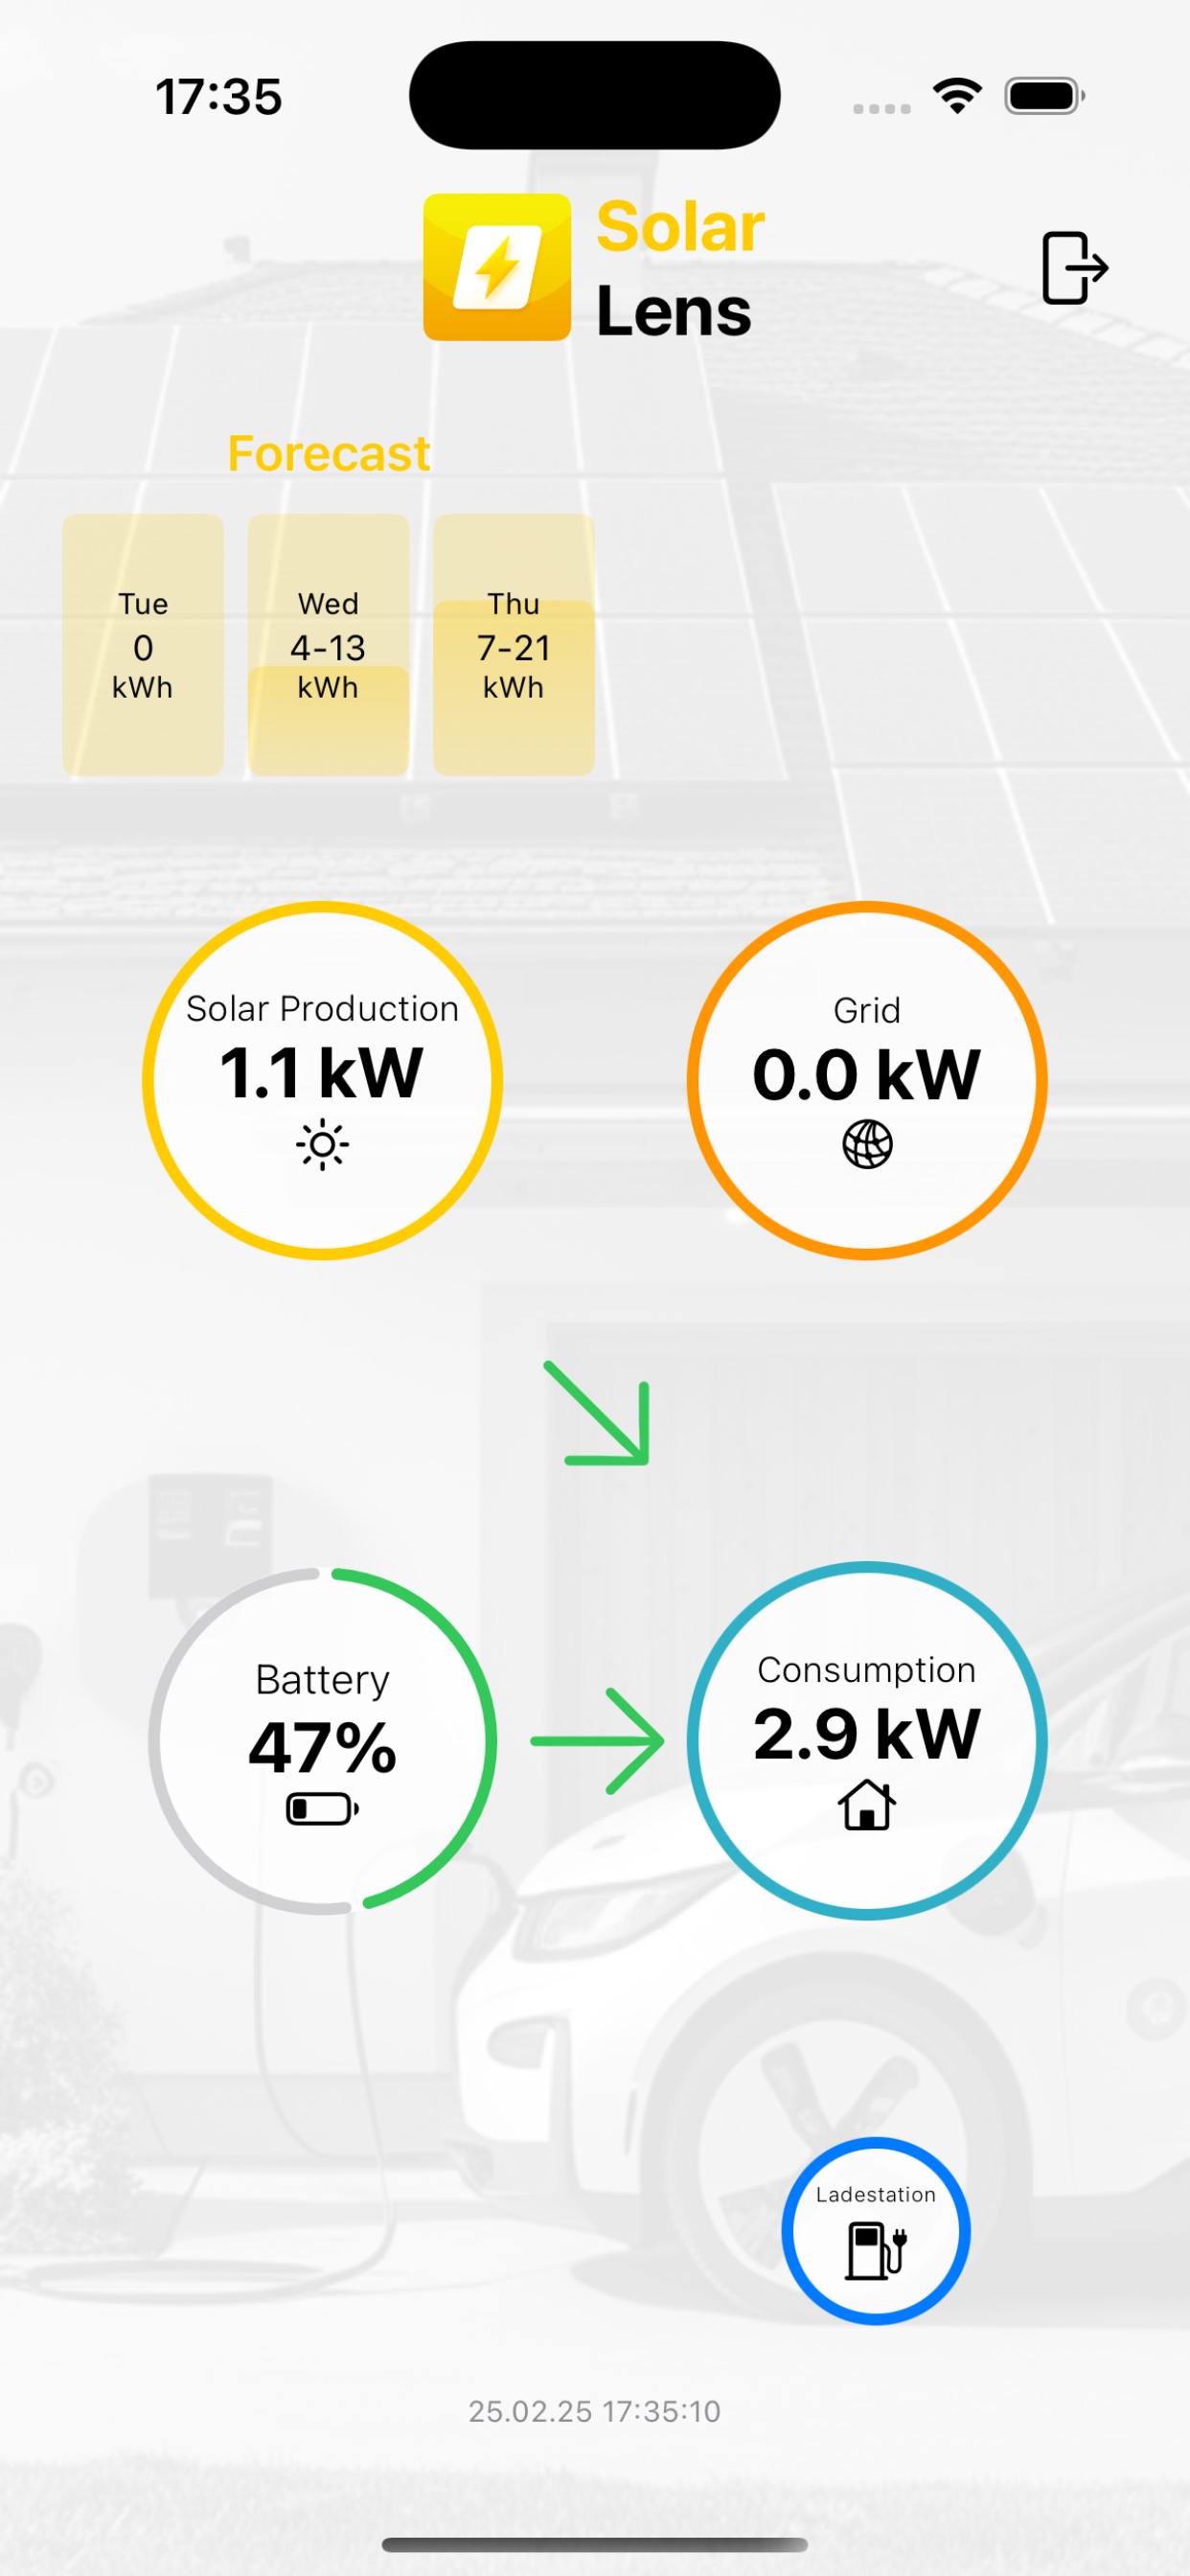 17:35
Solar
Lens
Forecast
Tue
0
kWh
Wed
4-13
kWh
Thu
7-21
kWh
Solar Production
1.1 kW
Grid
0.0 kW
Battery
47%
Consumption
2.9 kW
Ladestation
25.02.25 17:35:10